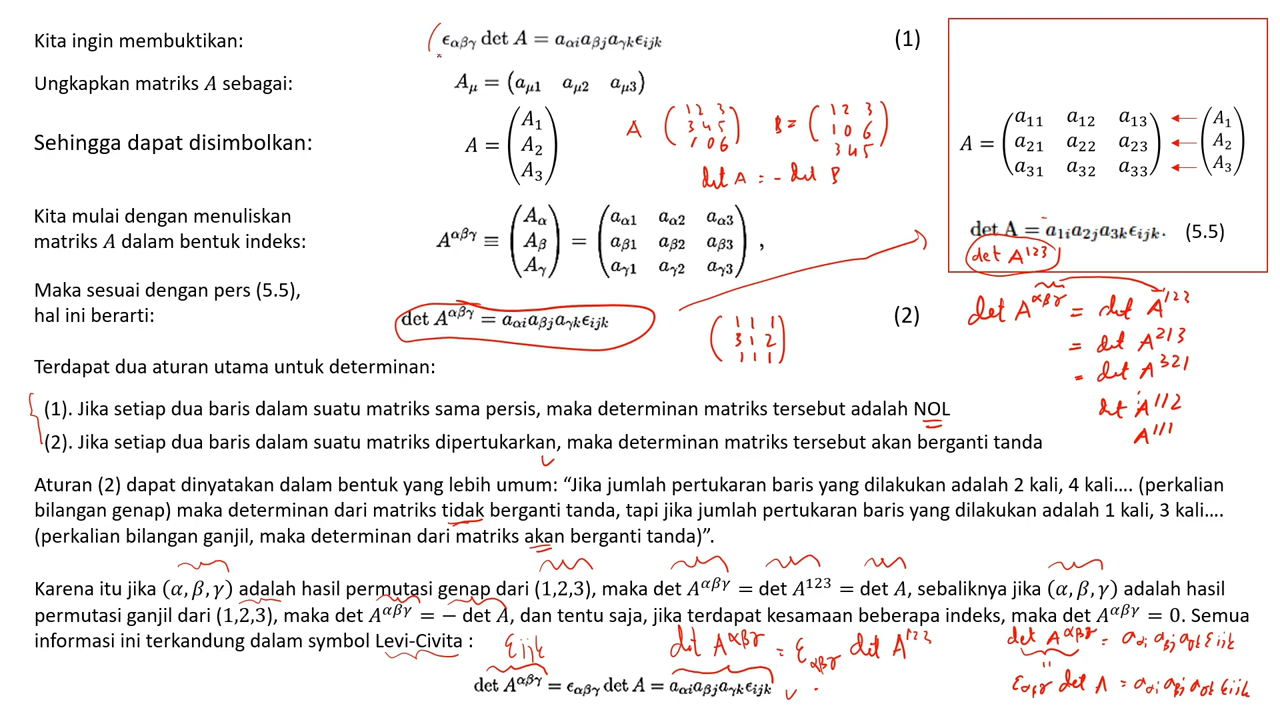 Kita ingin membuktikan: ϵαβγ det A = aαi aβj aγk ϵijk (1)
Ungkapkan matriks A sebagai: Aμ = (aμ1 aμ2 aμ3)
Sehingga dapat disimbolkan: A = (A1 A2 A3)
A (1 2 3
3 4 5
1 0 6)
B = (1 2 3
1 0 6
3 4 5)
det A = - det B
A = (a11 a12 a13
a21 a22 a23
a31 a32 a33) ← (A1
← A2
← A3)
det A = a1i a2j a3k ϵijk. (5.5)
det A¹²³
Kita mulai dengan menuliskan
matriks A dalam bentuk indeks:
Aαβγ ≡ (Aα
Aβ
Aγ) = (aα1 aα2 aα3
aβ1 aβ2 aβ3
aγ1 aγ2 aγ3) ,
Maka sesuai dengan pers (5.5),
hal ini berarti: det Aαβγ = aαi aβj aγk ϵijk (2)
(1 1 1
3 1 2
1 1 1)
det Aαβγ = det A¹²³
= det A²¹³
= det A³²¹
det A¹¹²
A¹¹¹
Terdapat dua aturan utama untuk determinan:
(1). Jika setiap dua baris dalam suatu matriks sama persis, maka determinan matriks tersebut adalah NOL
(2). Jika setiap dua baris dalam suatu matriks dipertukarkan, maka determinan matriks tersebut akan berganti tanda
Aturan (2) dapat dinyatakan dalam bentuk yang lebih umum: “Jika jumlah pertukaran baris yang dilakukan adalah 2 kali, 4 kali…. (perkalian
bilangan genap) maka determinan dari matriks tidak berganti tanda, tapi jika jumlah pertukaran baris yang dilakukan adalah 1 kali, 3 kali….
(perkalian bilangan ganjil, maka determinan dari matriks akan berganti tanda)”.
Karena itu jika (α, β, γ) adalah hasil permutasi genap dari (1,2,3), maka det Aαβγ = det A¹²³ = det A, sebaliknya jika (α, β, γ) adalah hasil
permutasi ganjil dari (1,2,3), maka det Aαβγ = − det A, dan tentu saja, jika terdapat kesamaan beberapa indeks, maka det Aαβγ = 0. Semua
informasi ini terkandung dalam symbol Levi-Civita :
εijk
det Aαβγ = εαβγ det A¹²³
det Aαβγ = aαi aβj aγk εijk
det Aαβγ = ϵαβγ det A = aαi aβj aγk ϵijk
εαβγ det A = aαi aβj aγk εijk